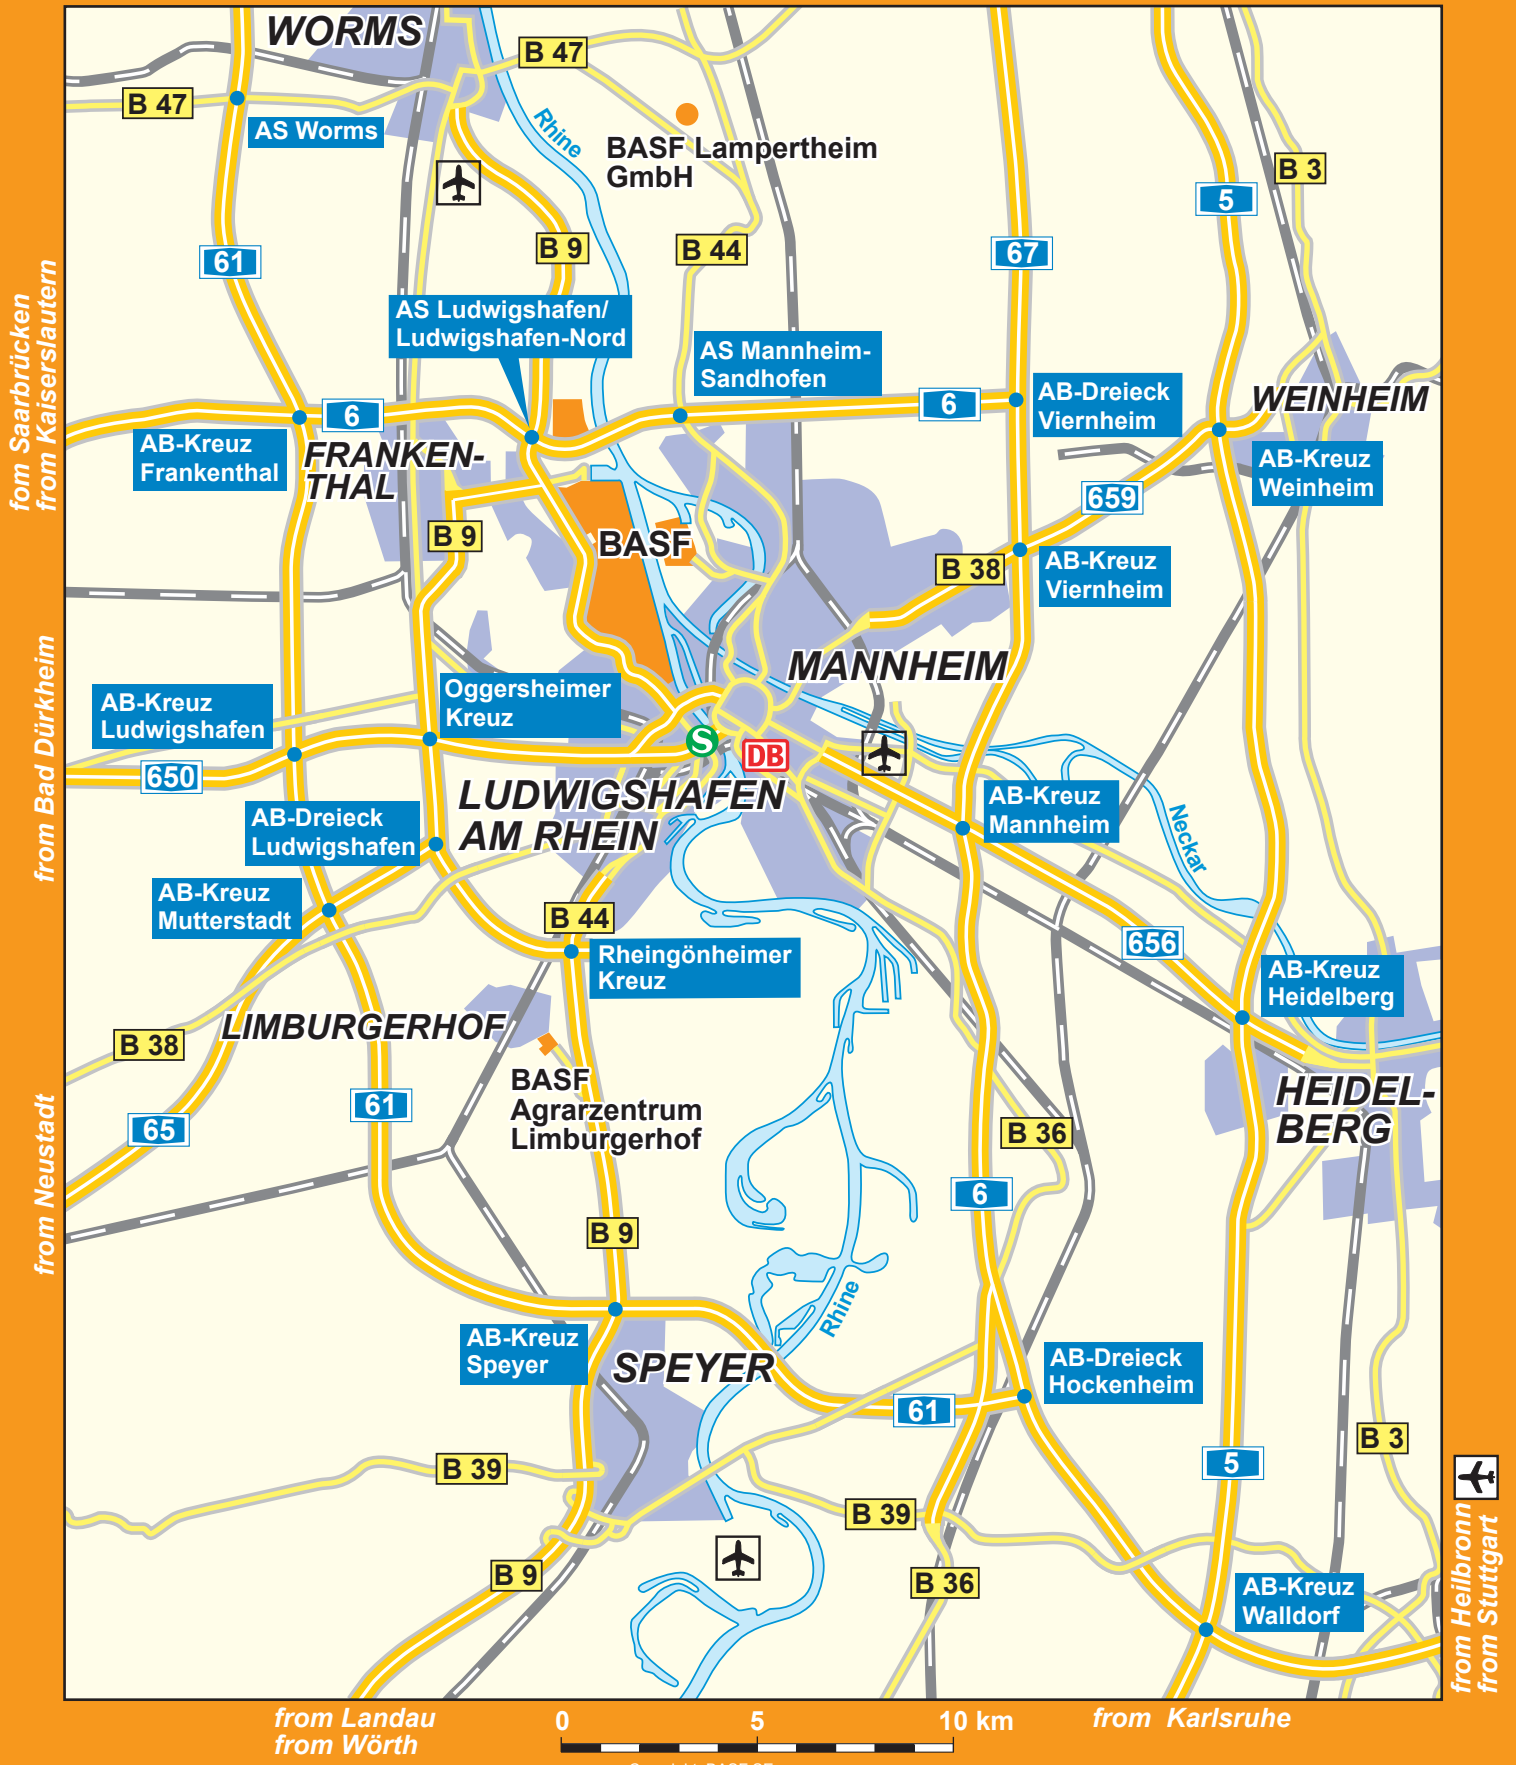 WORMS
B 47
B 47
AS Worms
Rhine
BASF Lampertheim
GmbH
B 3
5
B 9
B 44
67
61
fom Saarbrücken
from Kaiserslautern
AS Ludwigshafen/
Ludwigshafen-Nord
AS Mannheim-
Sandhofen
6
6
AB-Dreieck
Viernheim
WEINHEIM
AB-Kreuz
Frankenthal
FRANKEN-
THAL
AB-Kreuz
Weinheim
659
B 9
BASF
B 38
AB-Kreuz
Viernheim
from Bad Dürkheim
MANNHEIM
AB-Kreuz
Ludwigshafen
Oggersheimer
Kreuz
S
DB
650
LUDWIGSHAFEN
AM RHEIN
AB-Kreuz
Mannheim
Neckar
AB-Dreieck
Ludwigshafen
AB-Kreuz
Mutterstadt
B 44
656
Rheingönheimer
Kreuz
AB-Kreuz
Heidelberg
LIMBURGERHOF
B 38
BASF
Agrarzentrum
Limburgerhof
61
65
HEIDEL-
BERG
B 36
from Neustadt
6
B 9
Rhine
AB-Kreuz
Speyer
SPEYER
AB-Dreieck
Hockenheim
61
B 3
5
B 39
B 39
B 9
B 36
AB-Kreuz
Walldorf
from Heilbronn
from Stuttgart
from Landau
from Wörth
0 5 10 km
from Karlsruhe